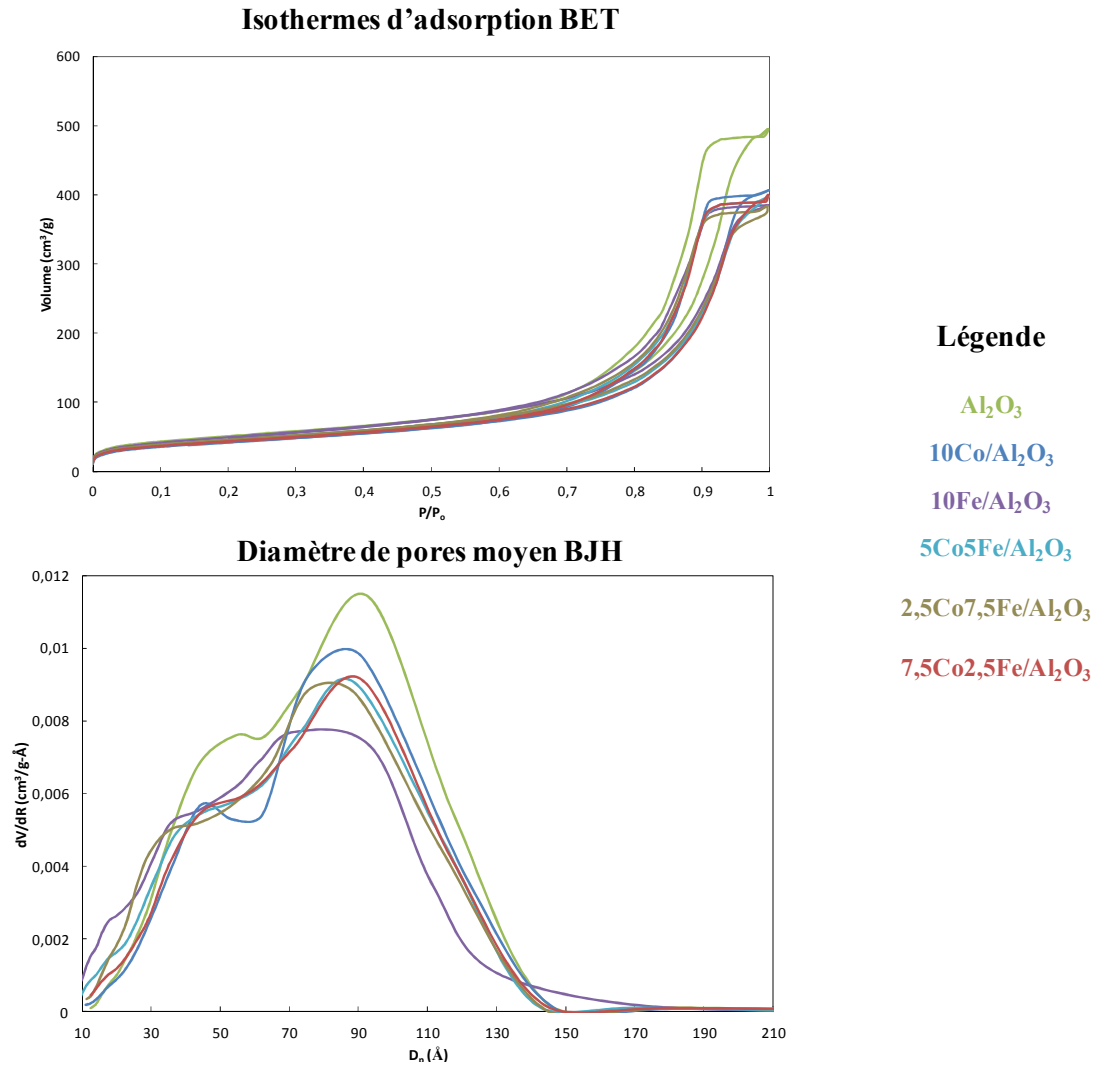 Isothermes d’adsorption BET
600
500
400
300
200
100
0
Volume (cm³/g)
0 0,1 0,2 0,3 0,4 0,5 0,6 0,7 0,8 0,9 1
P/Pₒ
Légende
Al₂O₃
10Co/Al₂O₃
10Fe/Al₂O₃
5Co5Fe/Al₂O₃
2,5Co7,5Fe/Al₂O₃
7,5Co2,5Fe/Al₂O₃
Diamètre de pores moyen BJH
0,012
0,01
0,008
0,006
0,004
0,002
0
dV/dR (cm³/g-Å)
10 30 50 70 90 110 130 150 170 190 210
(Å)